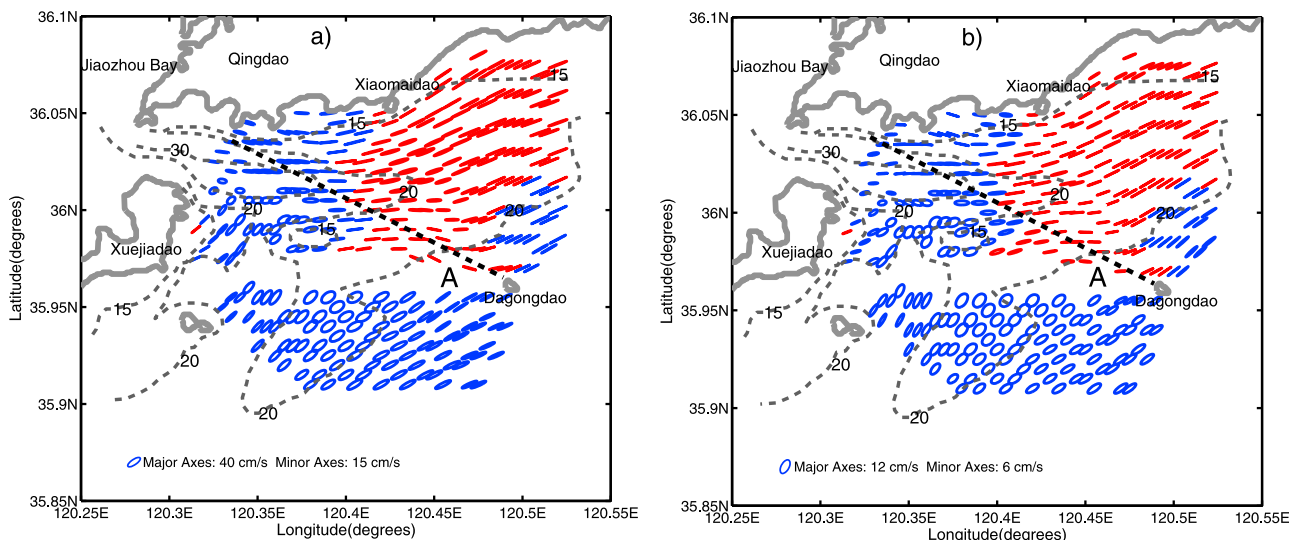 a)
36.1N
36.05N
36N
35.95N
35.9N
35.85N
Latitude(degrees)
Jiaozhou Bay
Qingdao
Xiaomaidao
Xuejiadao
Dagongdao
A
15
15
30
20
20
20
15
15
20
20
Major Axes: 40 cm/s Minor Axes: 15 cm/s
120.25E
120.3E
120.35E
120.4E
120.45E
120.5E
120.55E
Longitude(degrees)
b)
36.1N
36.05N
36N
35.95N
35.9N
35.85N
Latitude(degrees)
Jiaozhou Bay
Qingdao
Xiaomaidao
Xuejiadao
Dagongdao
A
15
15
30
20
20
20
15
15
20
20
Major Axes: 12 cm/s Minor Axes: 6 cm/s
120.25E
120.3E
120.35E
120.4E
120.45E
120.5E
120.55E
Longitude(degrees)